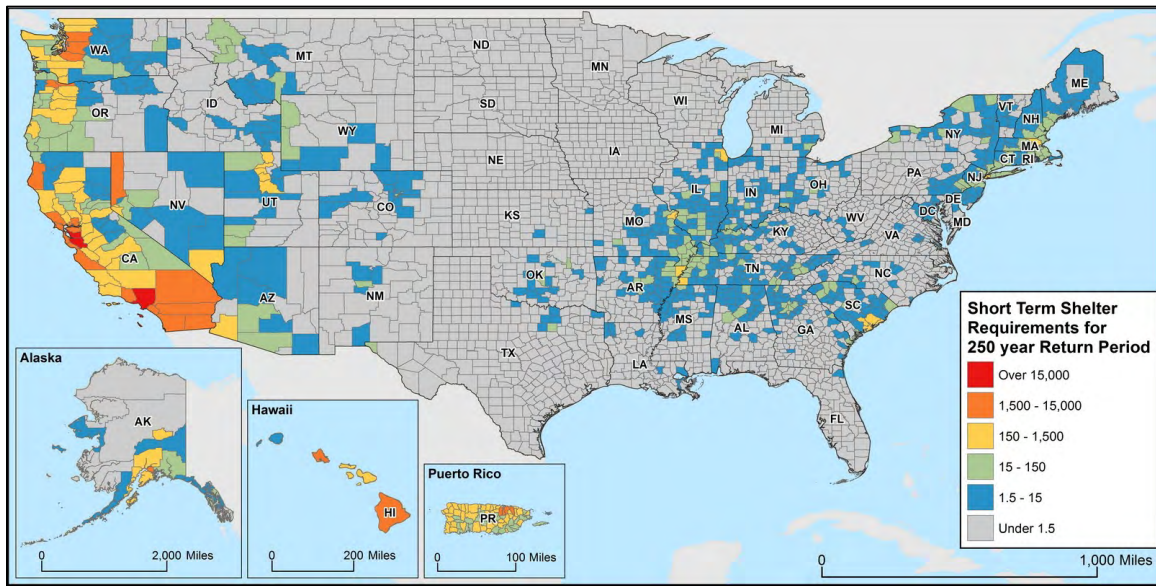 WA
MT
ND
MN
ME
OR
ID
SD
WI
MI
VT
NH
NY
MA
CT
RI
WY
IA
NE
PA
NJ
NV
UT
CO
IL
IN
OH
DE
DC
MD
WV
CA
KS
MO
KY
VA
AZ
NM
OK
AR
TN
NC
SC
MS
AL
GA
TX
LA
FL
Short Term Shelter
Requirements for
250 year Return Period
Over 15,000
1,500 - 15,000
150 - 1,500
15 - 150
1.5 - 15
Under 1.5
Alaska
AK
0
2,000 Miles
Hawaii
HI
0
200 Miles
Puerto Rico
PR
0
100 Miles
0
1,000 Miles